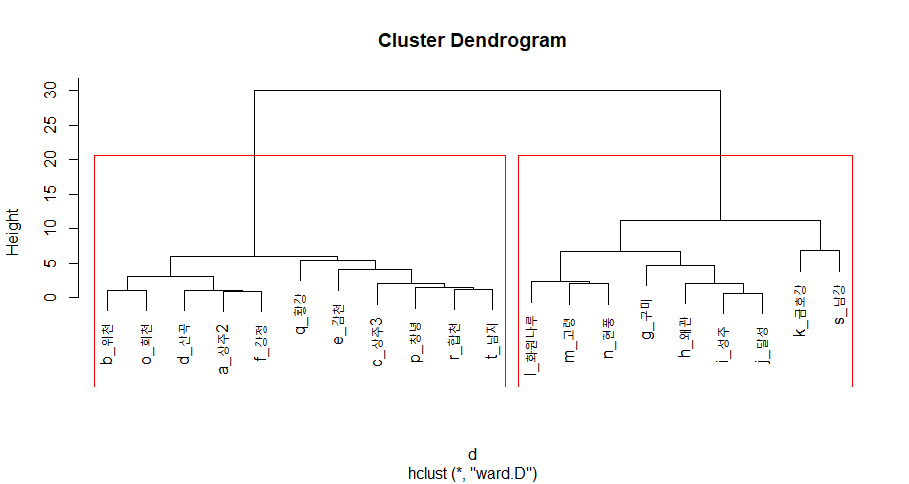 Cluster Dendrogram
Height
0
5
10
15
20
25
30
b_위천
o_회천
d_산곡
a_상주2
f_강정
q_황강
e_감천
c_상주3
p_창녕
r_합천
t_남지
l_화원나루
m_고령
n_현풍
g_구미
h_왜관
i_성주
j_달성
k_금호강
s_남강
d
hclust (*, "ward.D")